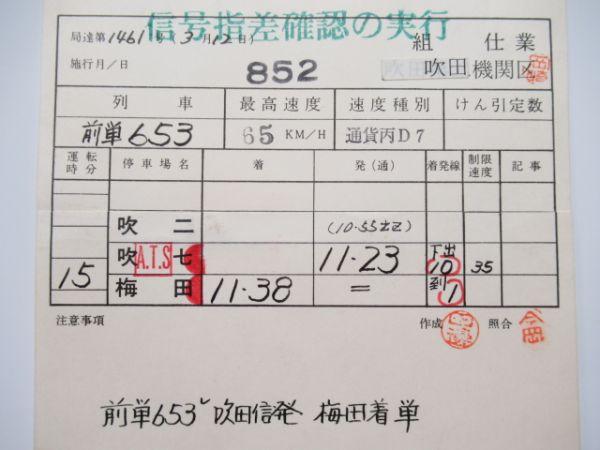 信号指差確認の実行
局達第1461号(3月12日)
組 仕業
施行月／日
852
吹田機関区
列 車
最高速度
速度種別
けん引定数
前単653
65 KM/H
通貨丙D7
運転時分
停車場名
着
発(通)
着発線
制限速度
記事
吹 二
吹 A.T.S 七
11-23
下出
10
35
15
梅 田
11-38
=
到
1
注意事項
作成
照合
前単653 吹田信発 梅田着単